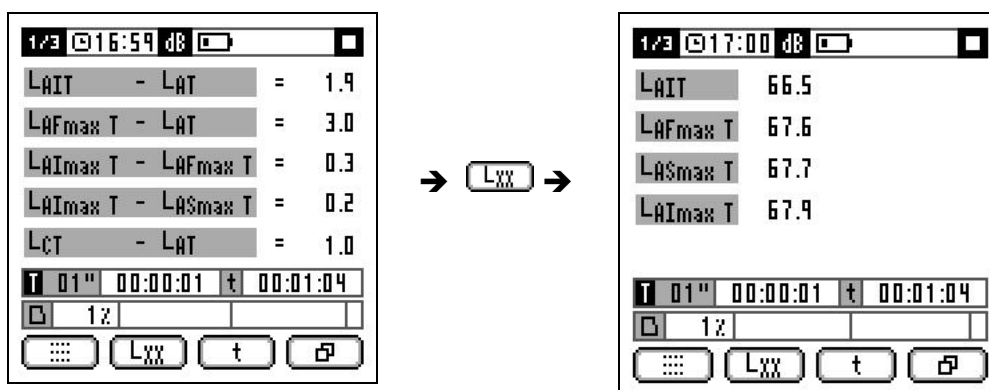 1/3 16:59 dB
LAIT - LAT = 1.9
LAFmax T - LAT = 3.0
LAImax T - LAFmax T = 0.3
LAImax T - LASmax T = 0.2
LCT - LAT = 1.0
T 01" 00:00:01 t 00:01:04
1%
Lxx t
→ Lxx →
1/3 17:00 dB
LAIT 66.5
LAFmax T 67.6
LASmax T 67.7
LAImax T 67.9
T 01" 00:00:01 t 00:01:04
1%
Lxx t